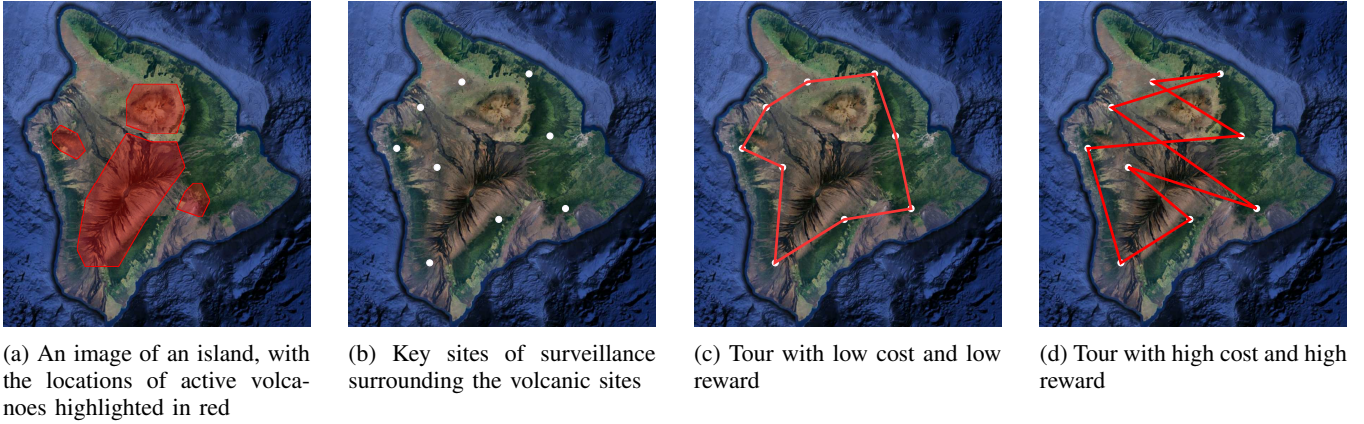 (a) An image of an island, with
the locations of active volca-
noes highlighted in red
(b) Key sites of surveillance
surrounding the volcanic sites
(c) Tour with low cost and low
reward
(d) Tour with high cost and high
reward